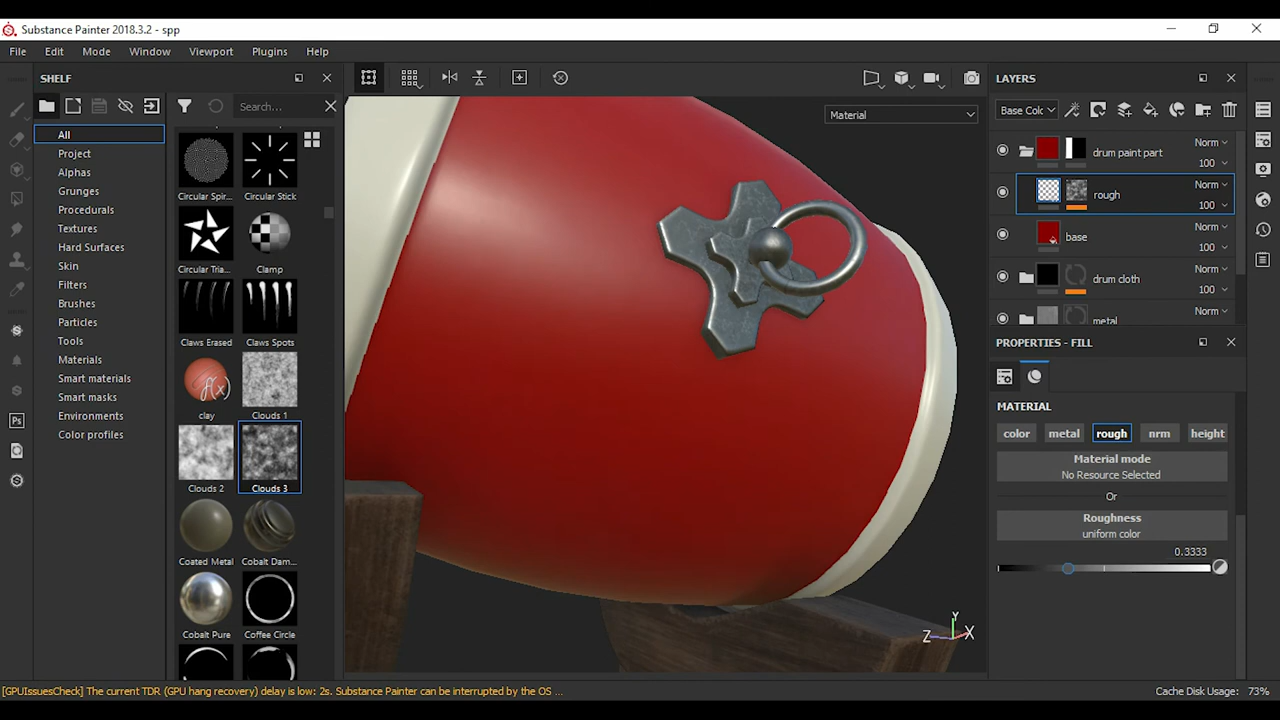 Substance Painter 2018.3.2 - spp
File Edit Mode Window Viewport Plugins Help
SHELF
Search...
All
Project
Alphas
Grunges
Procedurals
Textures
Hard Surfaces
Skin
Filters
Brushes
Particles
Tools
Materials
Smart materials
Smart masks
Environments
Color profiles
Circular Spir... Circular Stick
Circular Tria... Clamp
Claws Erased Claws Spots
clay Clouds 1
Clouds 2 Clouds 3
Coated Metal Cobalt Dam...
Cobalt Pure Coffee Circle
Ps
Material
Y
Z X
LAYERS
Base Col
drum paint part Norm
100
rough Norm
100
base Norm
100
drum cloth Norm
100
metal Norm
PROPERTIES - FILL
MATERIAL
color metal rough nrm height
Material mode
No Resource Selected
Or
Roughness
uniform color
0.3333
[GPUIssuesCheck] The current TDR (GPU hang recovery) delay is low: 2s. Substance Painter can be interrupted by the OS ...
Cache Disk Usage: 73%